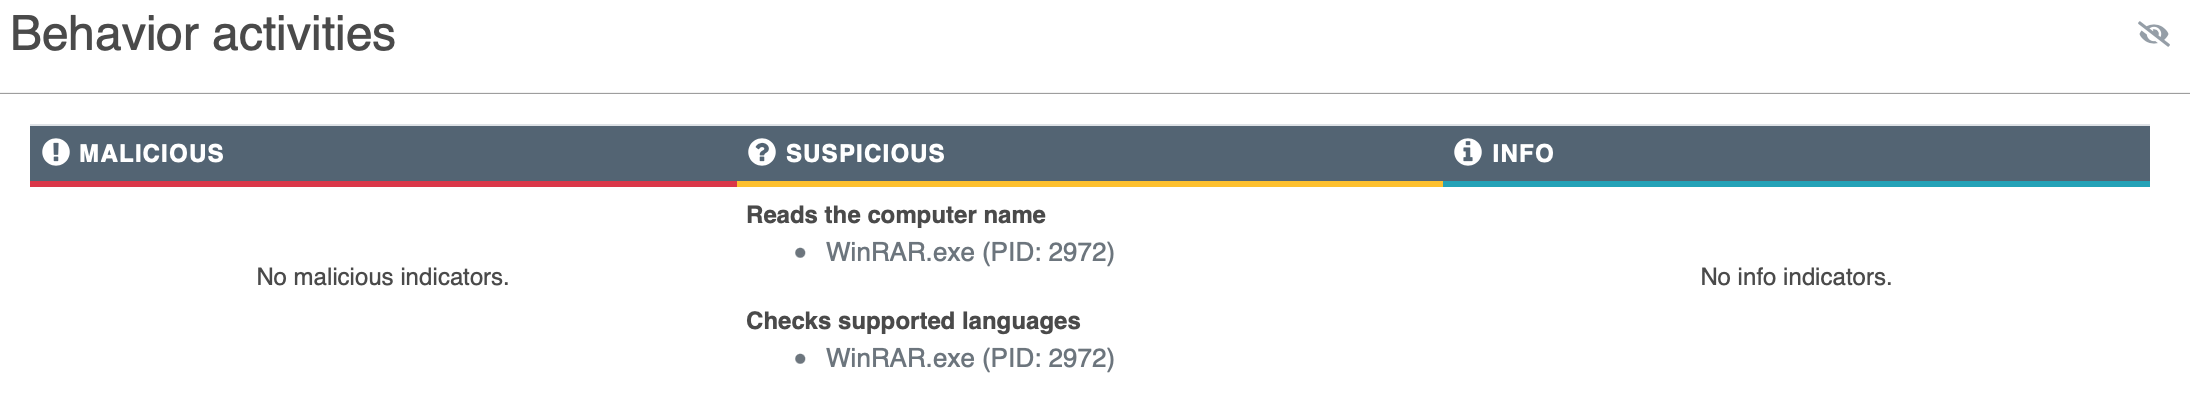 Behavior activities
MALICIOUS
SUSPICIOUS
INFO
No malicious indicators.
Reads the computer name
WinRAR.exe (PID: 2972)
Checks supported languages
WinRAR.exe (PID: 2972)
No info indicators.